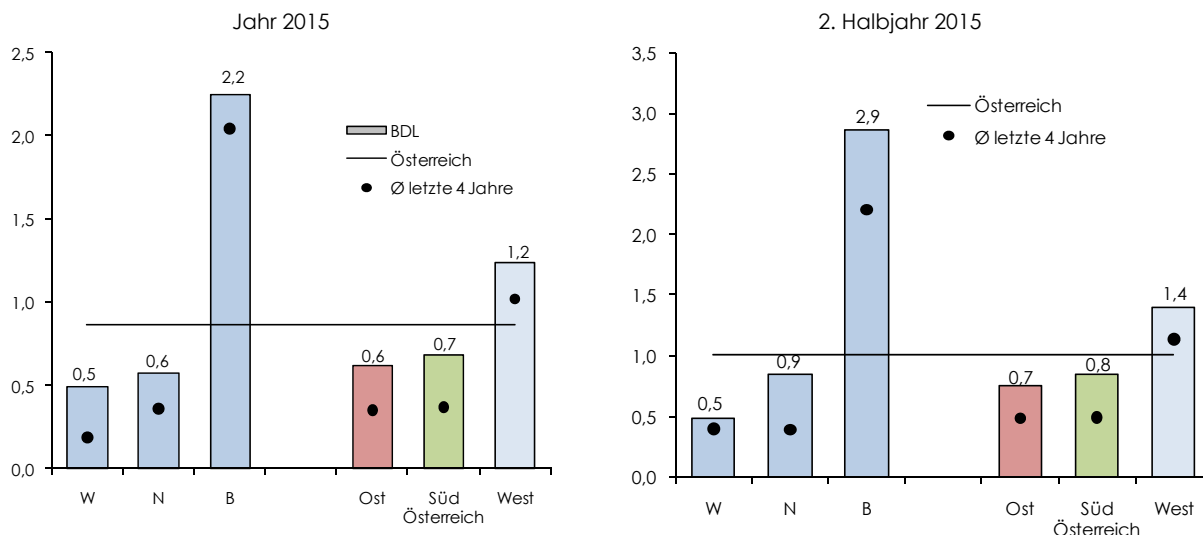 Jahr 2015
2,5
2,0
1,5
1,0
0,5
0,0
2,2
BDL
Österreich
Ø letzte 4 Jahre
1,2
0,5
0,6
0,6
0,7
W
N
B
Ost
Süd
West
Österreich
2. Halbjahr 2015
3,5
3,0
2,5
2,0
1,5
1,0
0,5
0,0
Österreich
Ø letzte 4 Jahre
2,9
1,4
0,5
0,9
0,7
0,8
W
N
B
Ost
Süd
West
Österreich